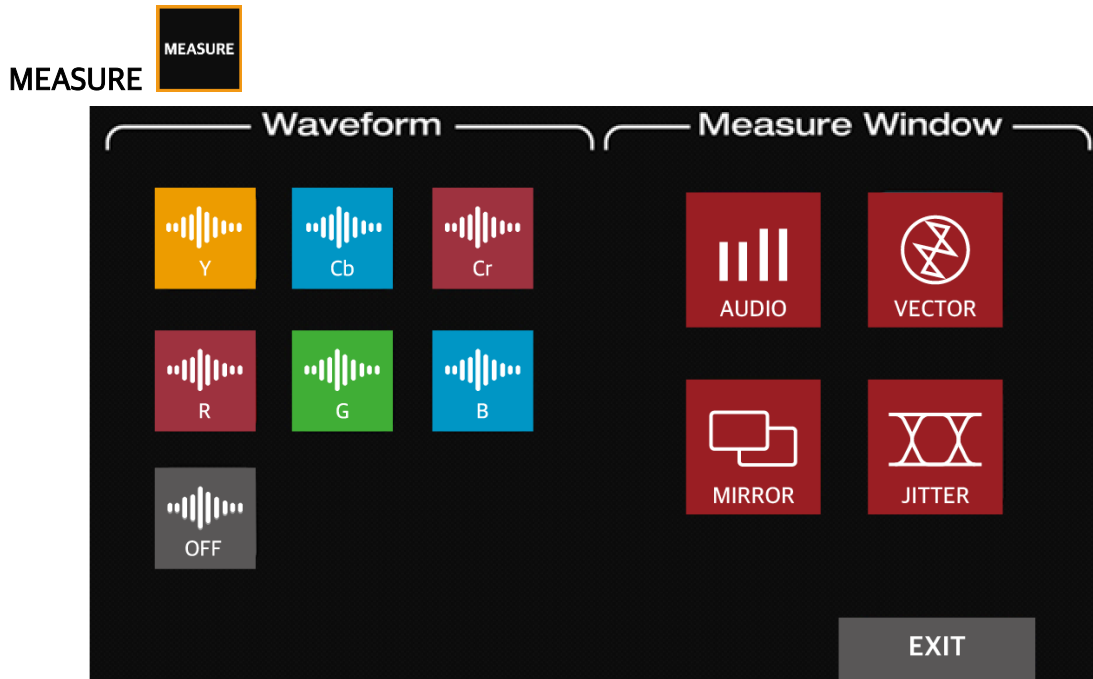 MEASURE
MEASURE
Waveform
Measure Window
Y
Cb
Cr
R
G
B
OFF
AUDIO
VECTOR
MIRROR
JITTER
EXIT